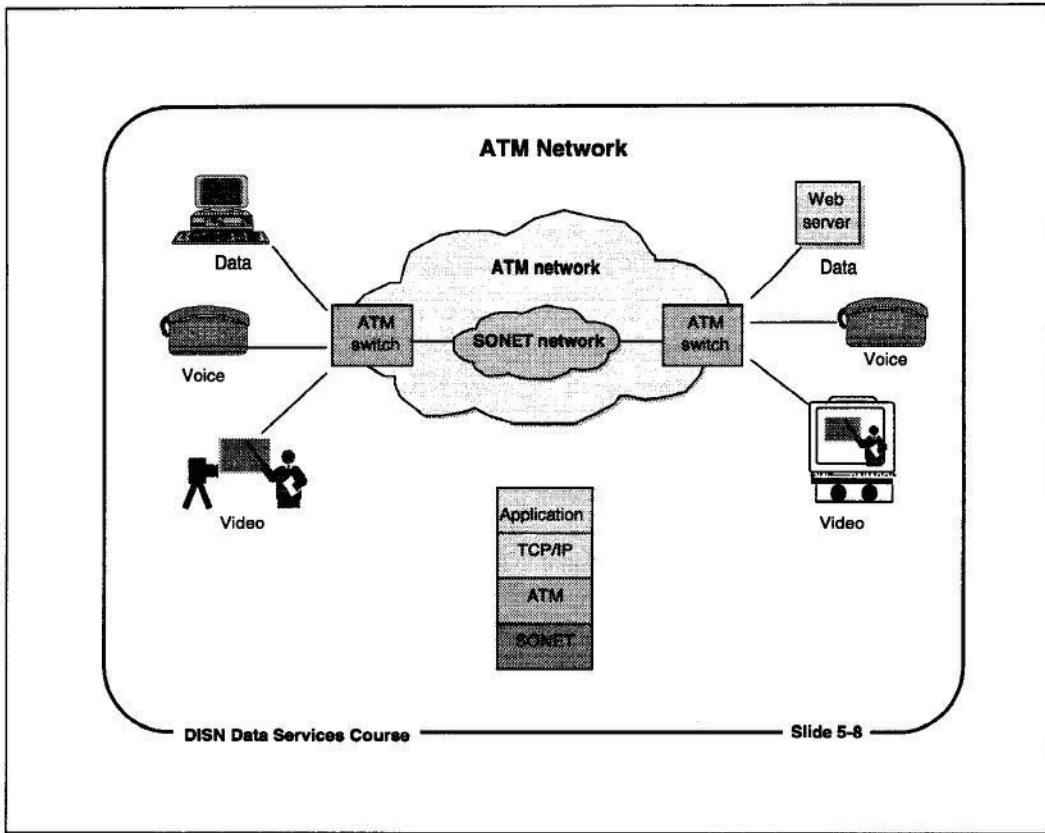 ATM Network
Data
Voice
Video
ATM
switch
ATM network
SONET network
ATM
switch
Web
server
Data
Voice
Video
Application
TCP/IP
ATM
SONET
DISN Data Services Course
Slide 5-8